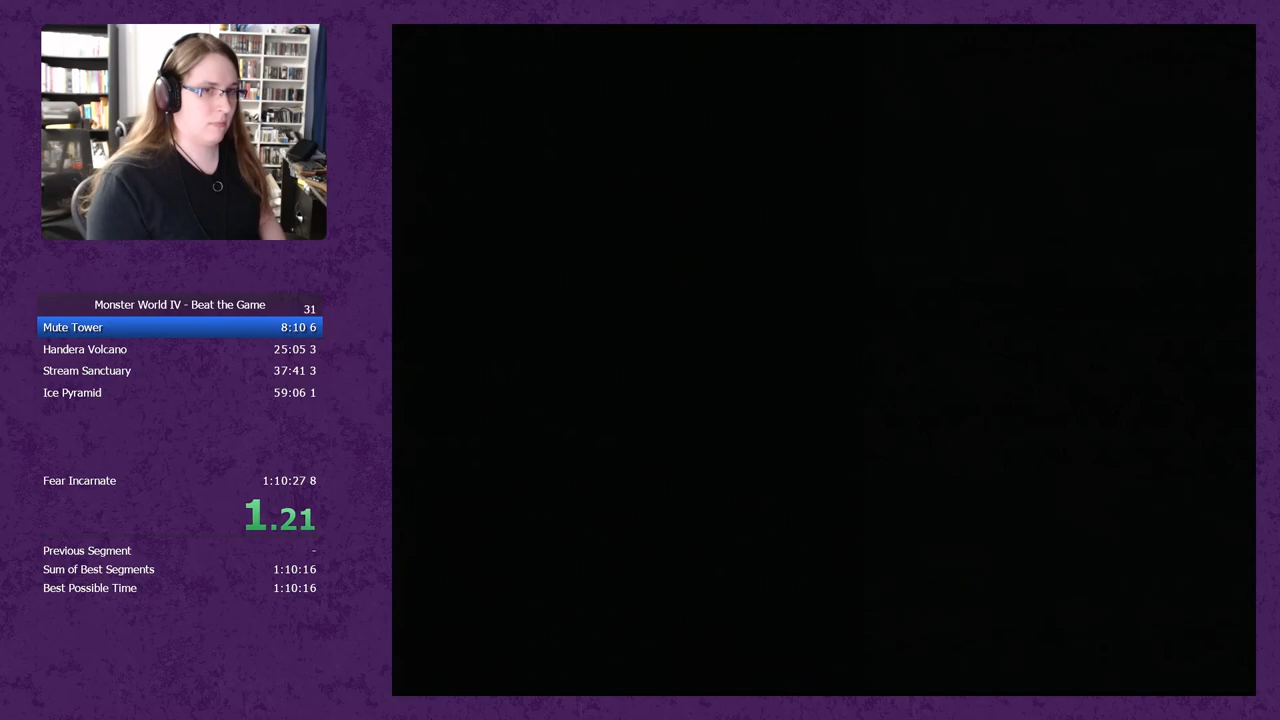 Monster World IV - Beat the Game
31
Mute Tower 8:10 6
Handera Volcano 25:05 3
Stream Sanctuary 37:41 3
Ice Pyramid 59:06 1
Fear Incarnate 1:10:27 8
1.21
Previous Segment -
Sum of Best Segments 1:10:16
Best Possible Time 1:10:16